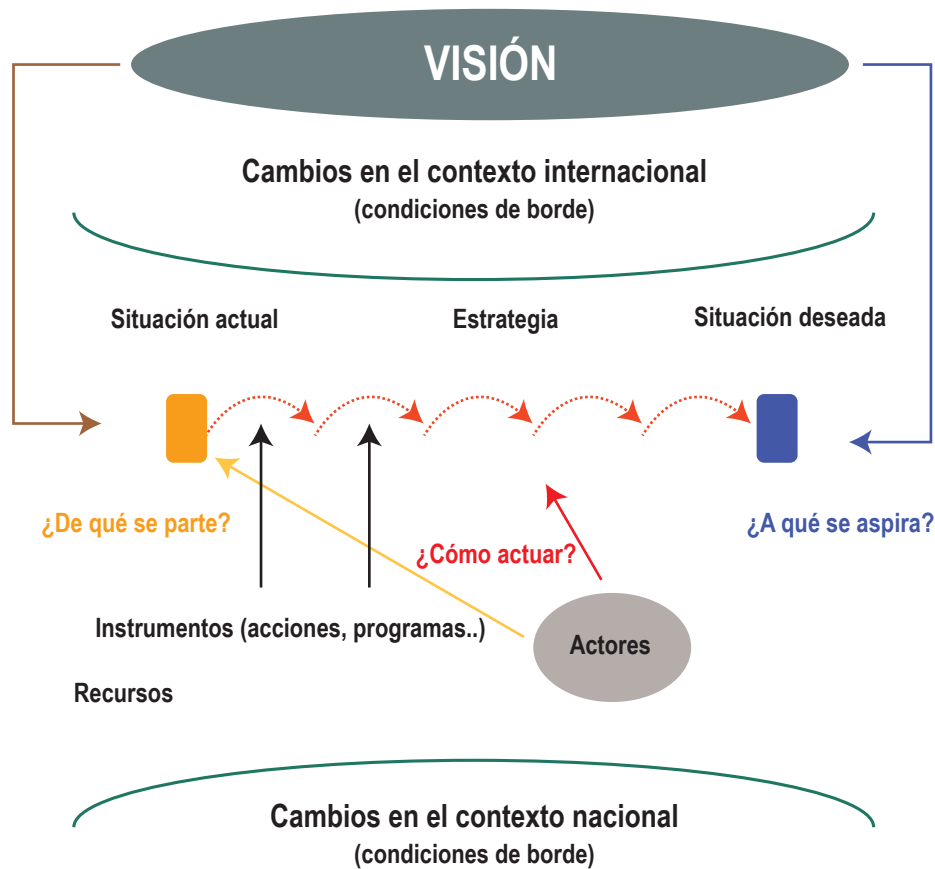 VISIÓN
Cambios en el contexto internacional
(condiciones de borde)
Situación actual
Estrategia
Situación deseada
¿De qué se parte?
¿A qué se aspira?
¿Cómo actuar?
Instrumentos (acciones, programas..)
Actores
Recursos
Cambios en el contexto nacional
(condiciones de borde)